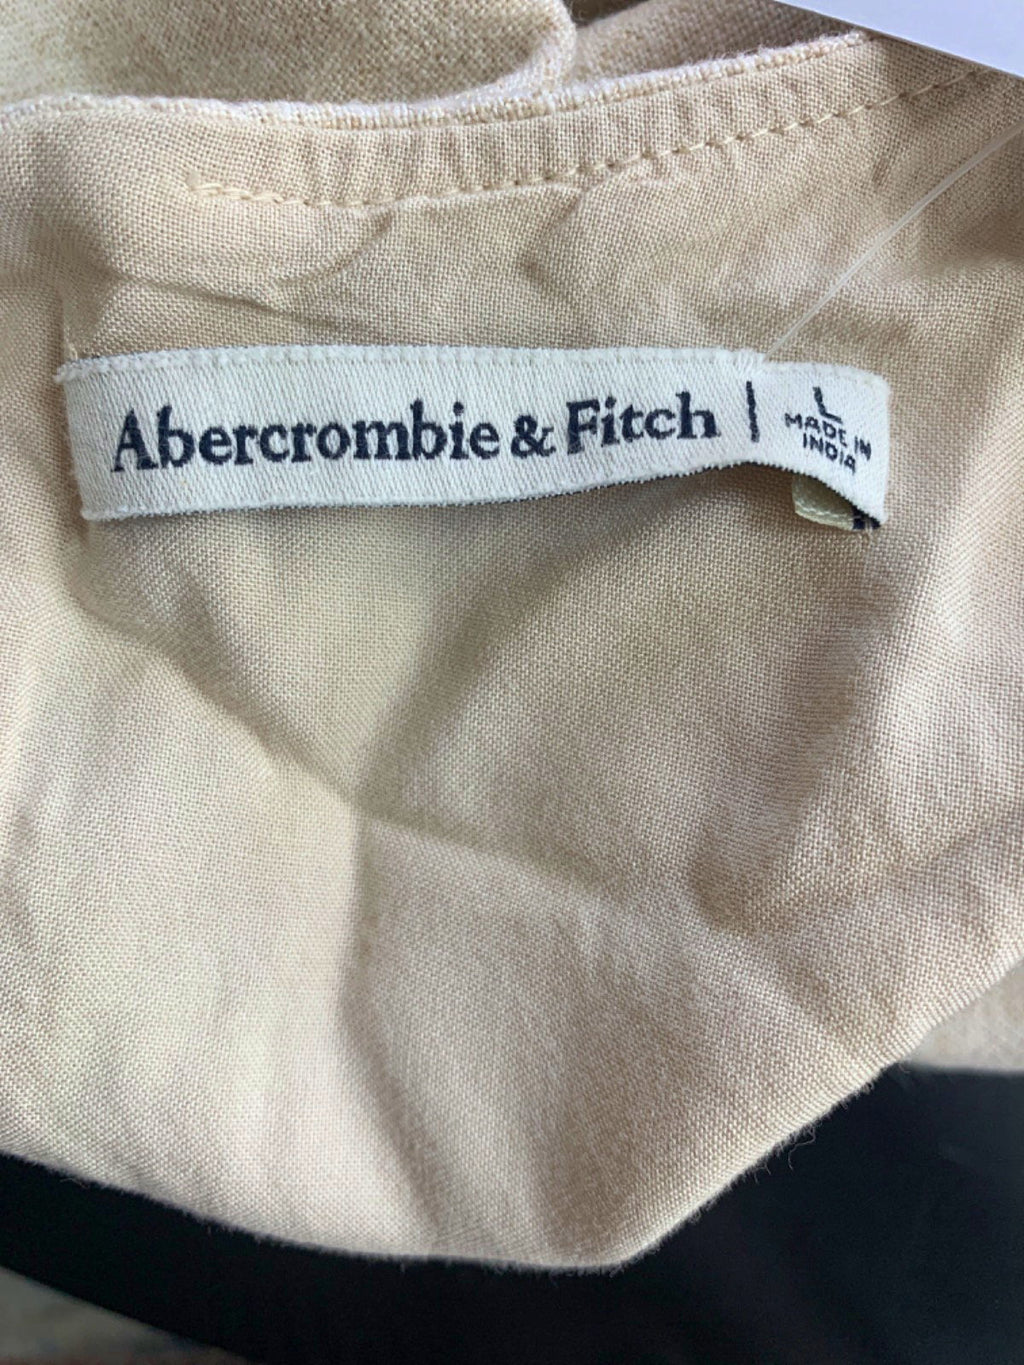 Abercrombie & Fitch | L
MADE IN
INDIA